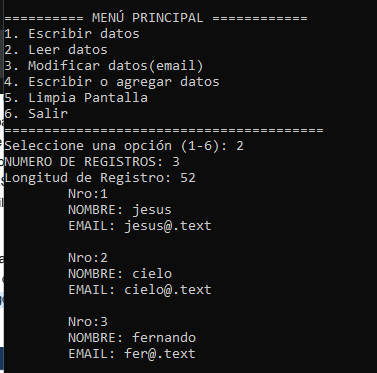 ========== MENÚ PRINCIPAL ============
1. Escribir datos
2. Leer datos
3. Modificar datos(email)
4. Escribir o agregar datos
5. Limpia Pantalla
6. Salir
========================================
Seleccione una opción (1-6): 2
NUMERO DE REGISTROS: 3
Longitud de Registro: 52
Nro:1
NOMBRE: jesus
EMAIL: jesus@.text
Nro:2
NOMBRE: cielo
EMAIL: cielo@.text
Nro:3
NOMBRE: fernando
EMAIL: fer@.text